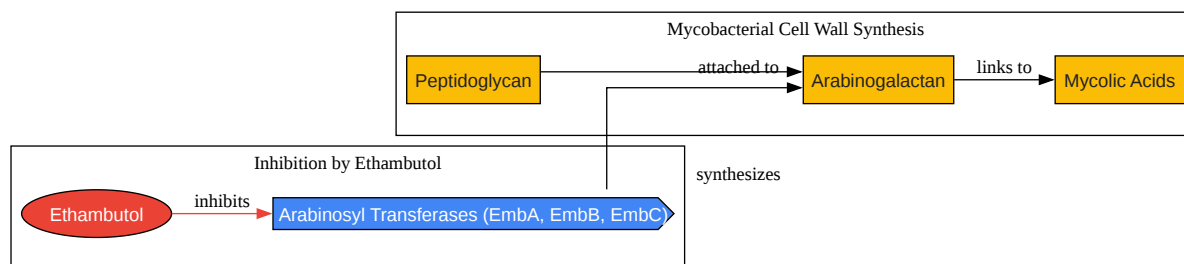 Mycobacterial Cell Wall Synthesis
Peptidoglycan
attached to
Arabinogalactan
links to
Mycolic Acids
Inhibition by Ethambutol
synthesizes
Ethambutol
inhibits
Arabinosyl Transferases (EmbA, EmbB, EmbC)